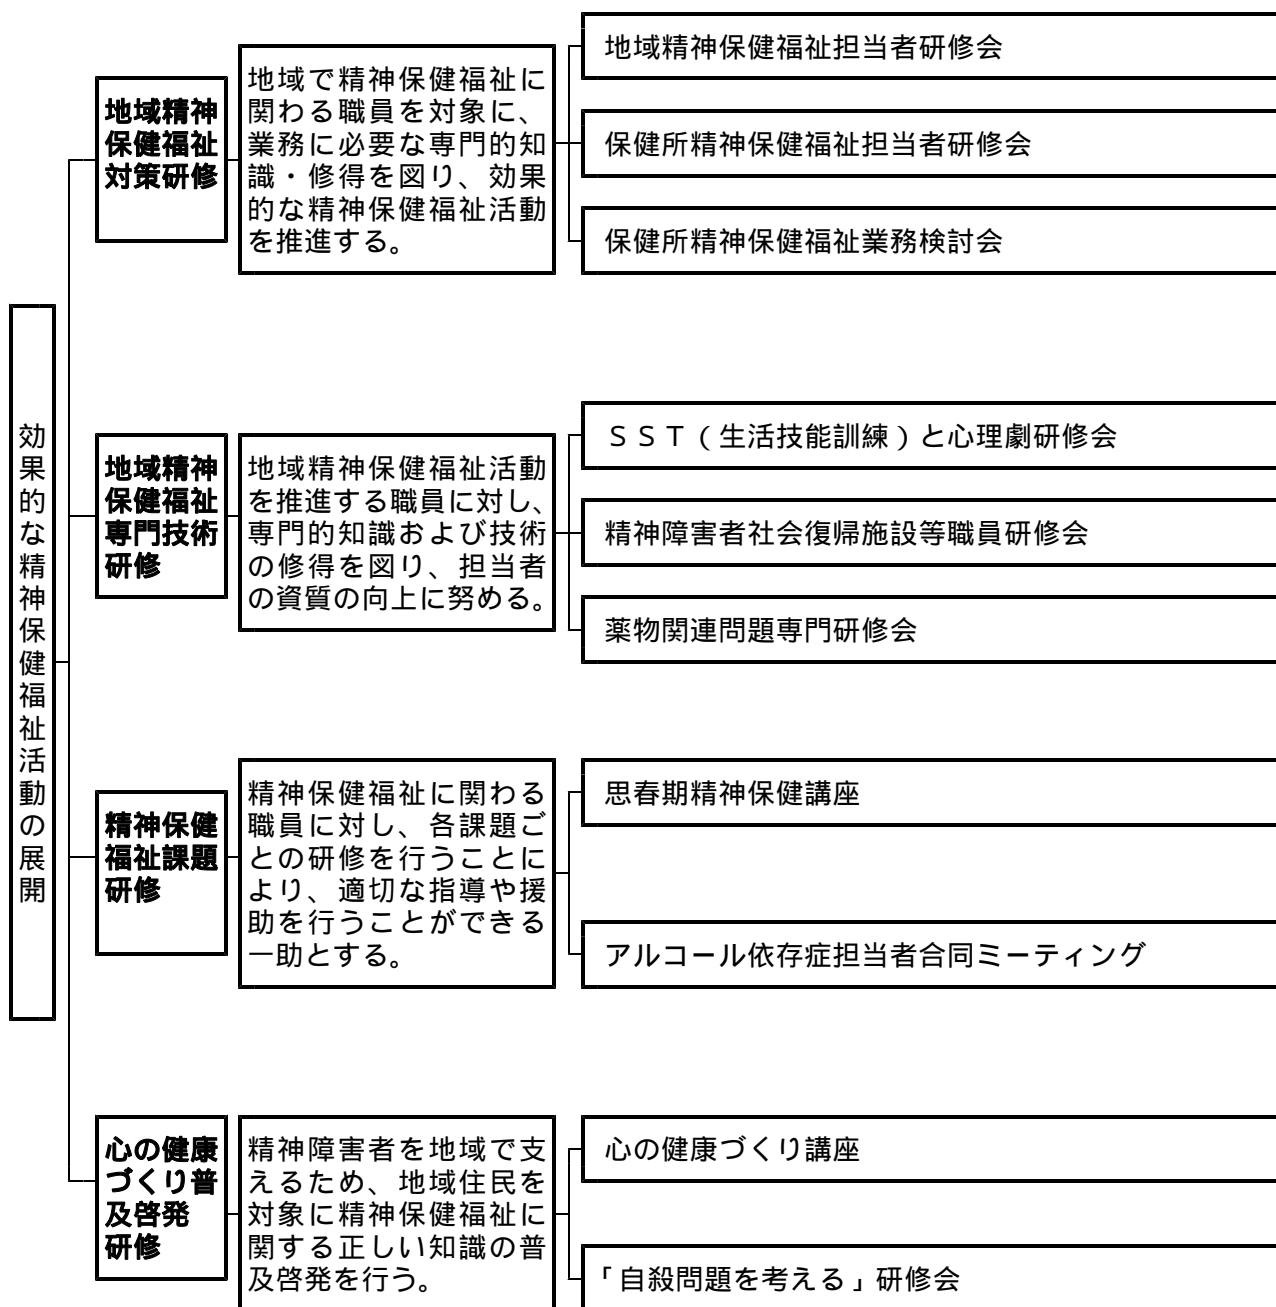 効果的な精神保健福祉活動の展開
地域精神
保健福祉
対策研修
地域で精神保健福祉に
関わる職員を対象に、
業務に必要な専門的知
識・修得を図り、効果
的な精神保健福祉活動
を推進する。
地域精神保健福祉担当者研修会
保健所精神保健福祉担当者研修会
保健所精神保健福祉業務検討会
地域精神
保健福祉
専門技術
研修
地域精神保健福祉活動
を推進する職員に対し、
専門的知識および技術
の修得を図り、担当者
の資質の向上に努める。
ＳＳＴ（生活技能訓練）と心理劇研修会
精神障害者社会復帰施設等職員研修会
薬物関連問題専門研修会
精神保健
福祉課題
研修
精神保健福祉に関わる
職員に対し、各課題ご
との研修を行うことに
より、適切な指導や援
助を行うことができる
一助とする。
思春期精神保健講座
アルコール依存症担当者合同ミーティング
心の健康
づくり普
及啓発
研修
精神障害者を地域で支
えるため、地域住民を
対象に精神保健福祉に
関する正しい知識の普
及啓発を行う。
心の健康づくり講座
「自殺問題を考える」研修会